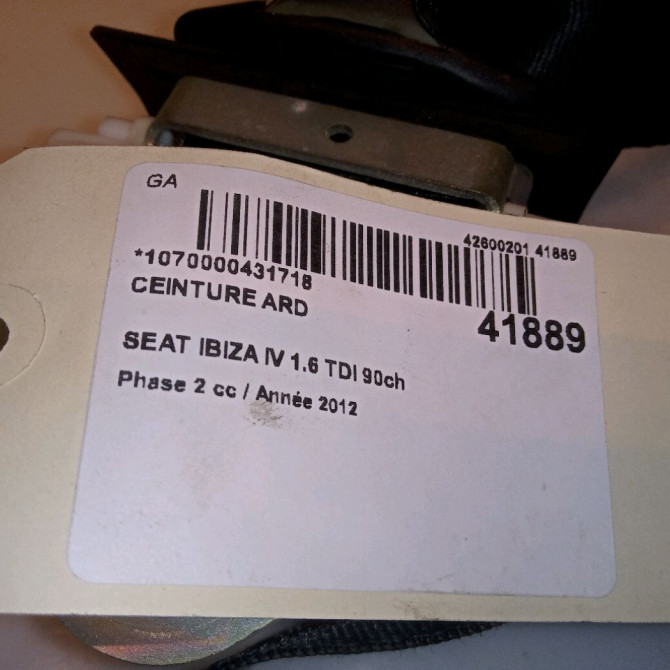 GA
42600201 41889
*1070000431718
CEINTURE ARD
41889
SEAT IBIZA IV 1.6 TDI 90ch
Phase 2 cc / Année 2012